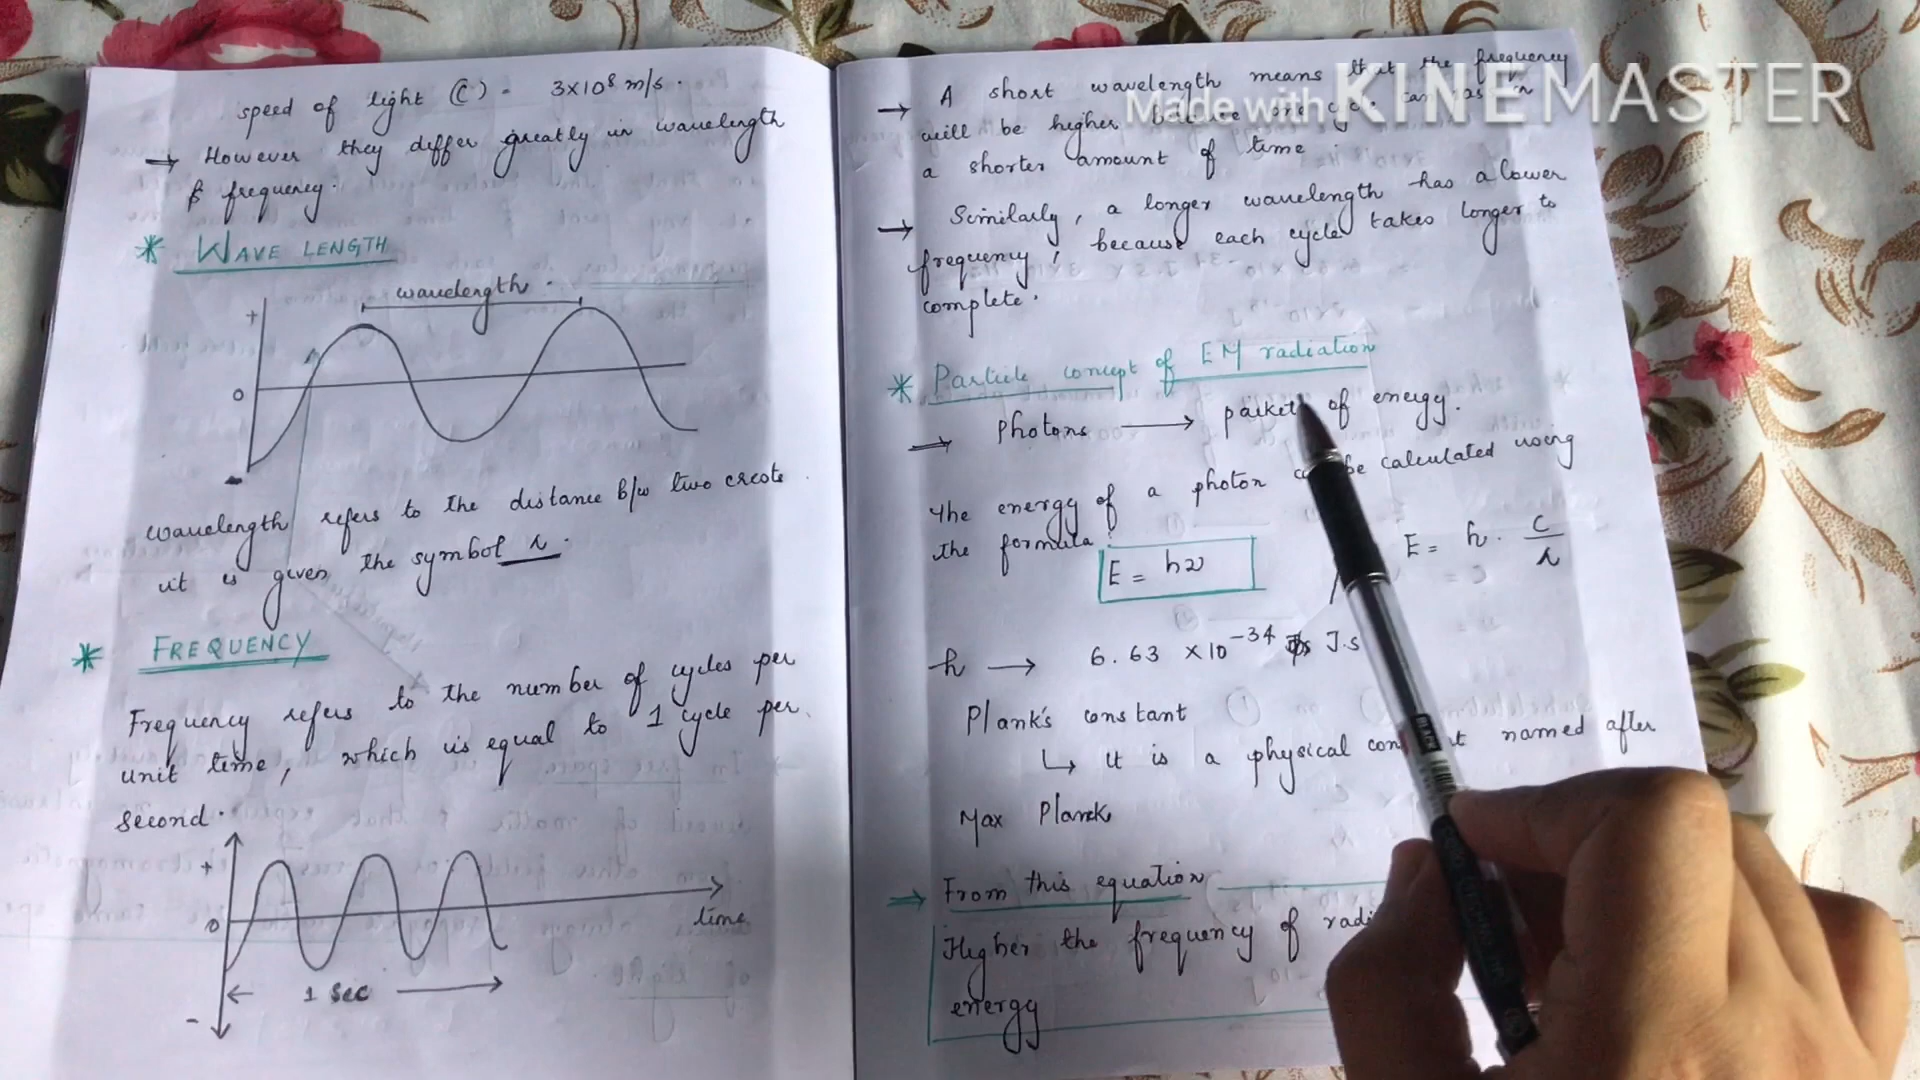 speed of light (C) = 3×10⁸ m/s.
→ However they differ greatly in wavelength
& frequency.
* WAVE LENGTH
wavelength
+
0
-
wavelength refers to the distance b/w two crests.
it is given the symbol λ.
* FREQUENCY
Frequency refers to the number of cycles per
unit time, which is equal to 1 cycle per
second.
+
0
time
← 1 Sec →
-
→ A short wavelength means that the frequency
will be higher one in
a shorter amount of time.
→ Similarly, a longer wavelength has a lower
frequency, because each cycle takes longer to
complete.
* Particle concept of EM radiation
→ Photons → packets of energy.
The energy of a photon be calculated using
the formula:
E = hν
E = h . c/λ
h → 6.63 ×10⁻³⁴ J.s
Plank's constant
↳ it is a physical named after
Max Planck
⇒ From this equation
Higher the frequency of
energy
Made with KINEMASTER
BLACK